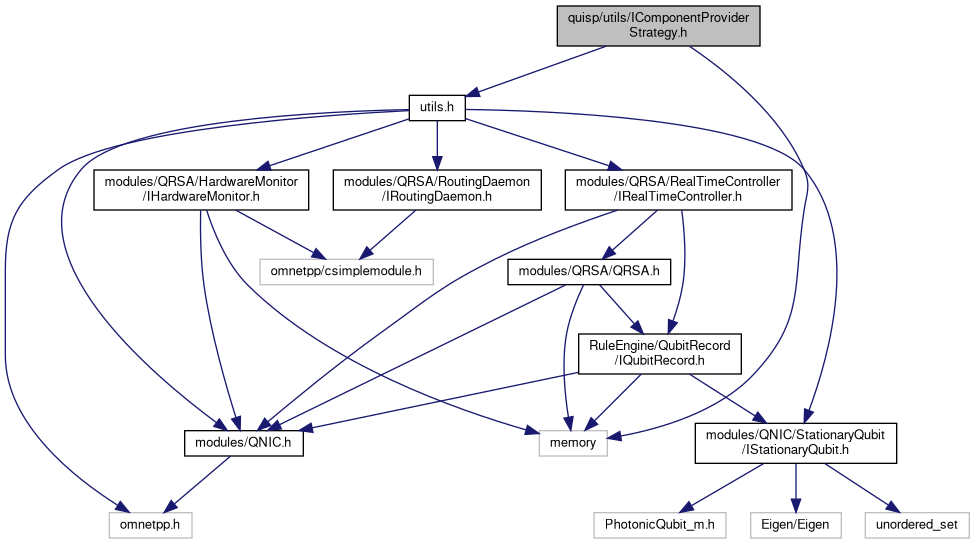 quisp/utils/IComponentProvider
Strategy.h
utils.h
modules/QRSA/HardwareMonitor
/IHardwareMonitor.h
modules/QRSA/RoutingDaemon
/IRoutingDaemon.h
modules/QRSA/RealTimeController
/IRealTimeController.h
omnetpp/csimplemodule.h
modules/QRSA/QRSA.h
RuleEngine/QubitRecord
/IQubitRecord.h
modules/QNIC.h
memory
modules/QNIC/StationaryQubit
/IStationaryQubit.h
omnetpp.h
PhotonicQubit_m.h
Eigen/Eigen
unordered_set